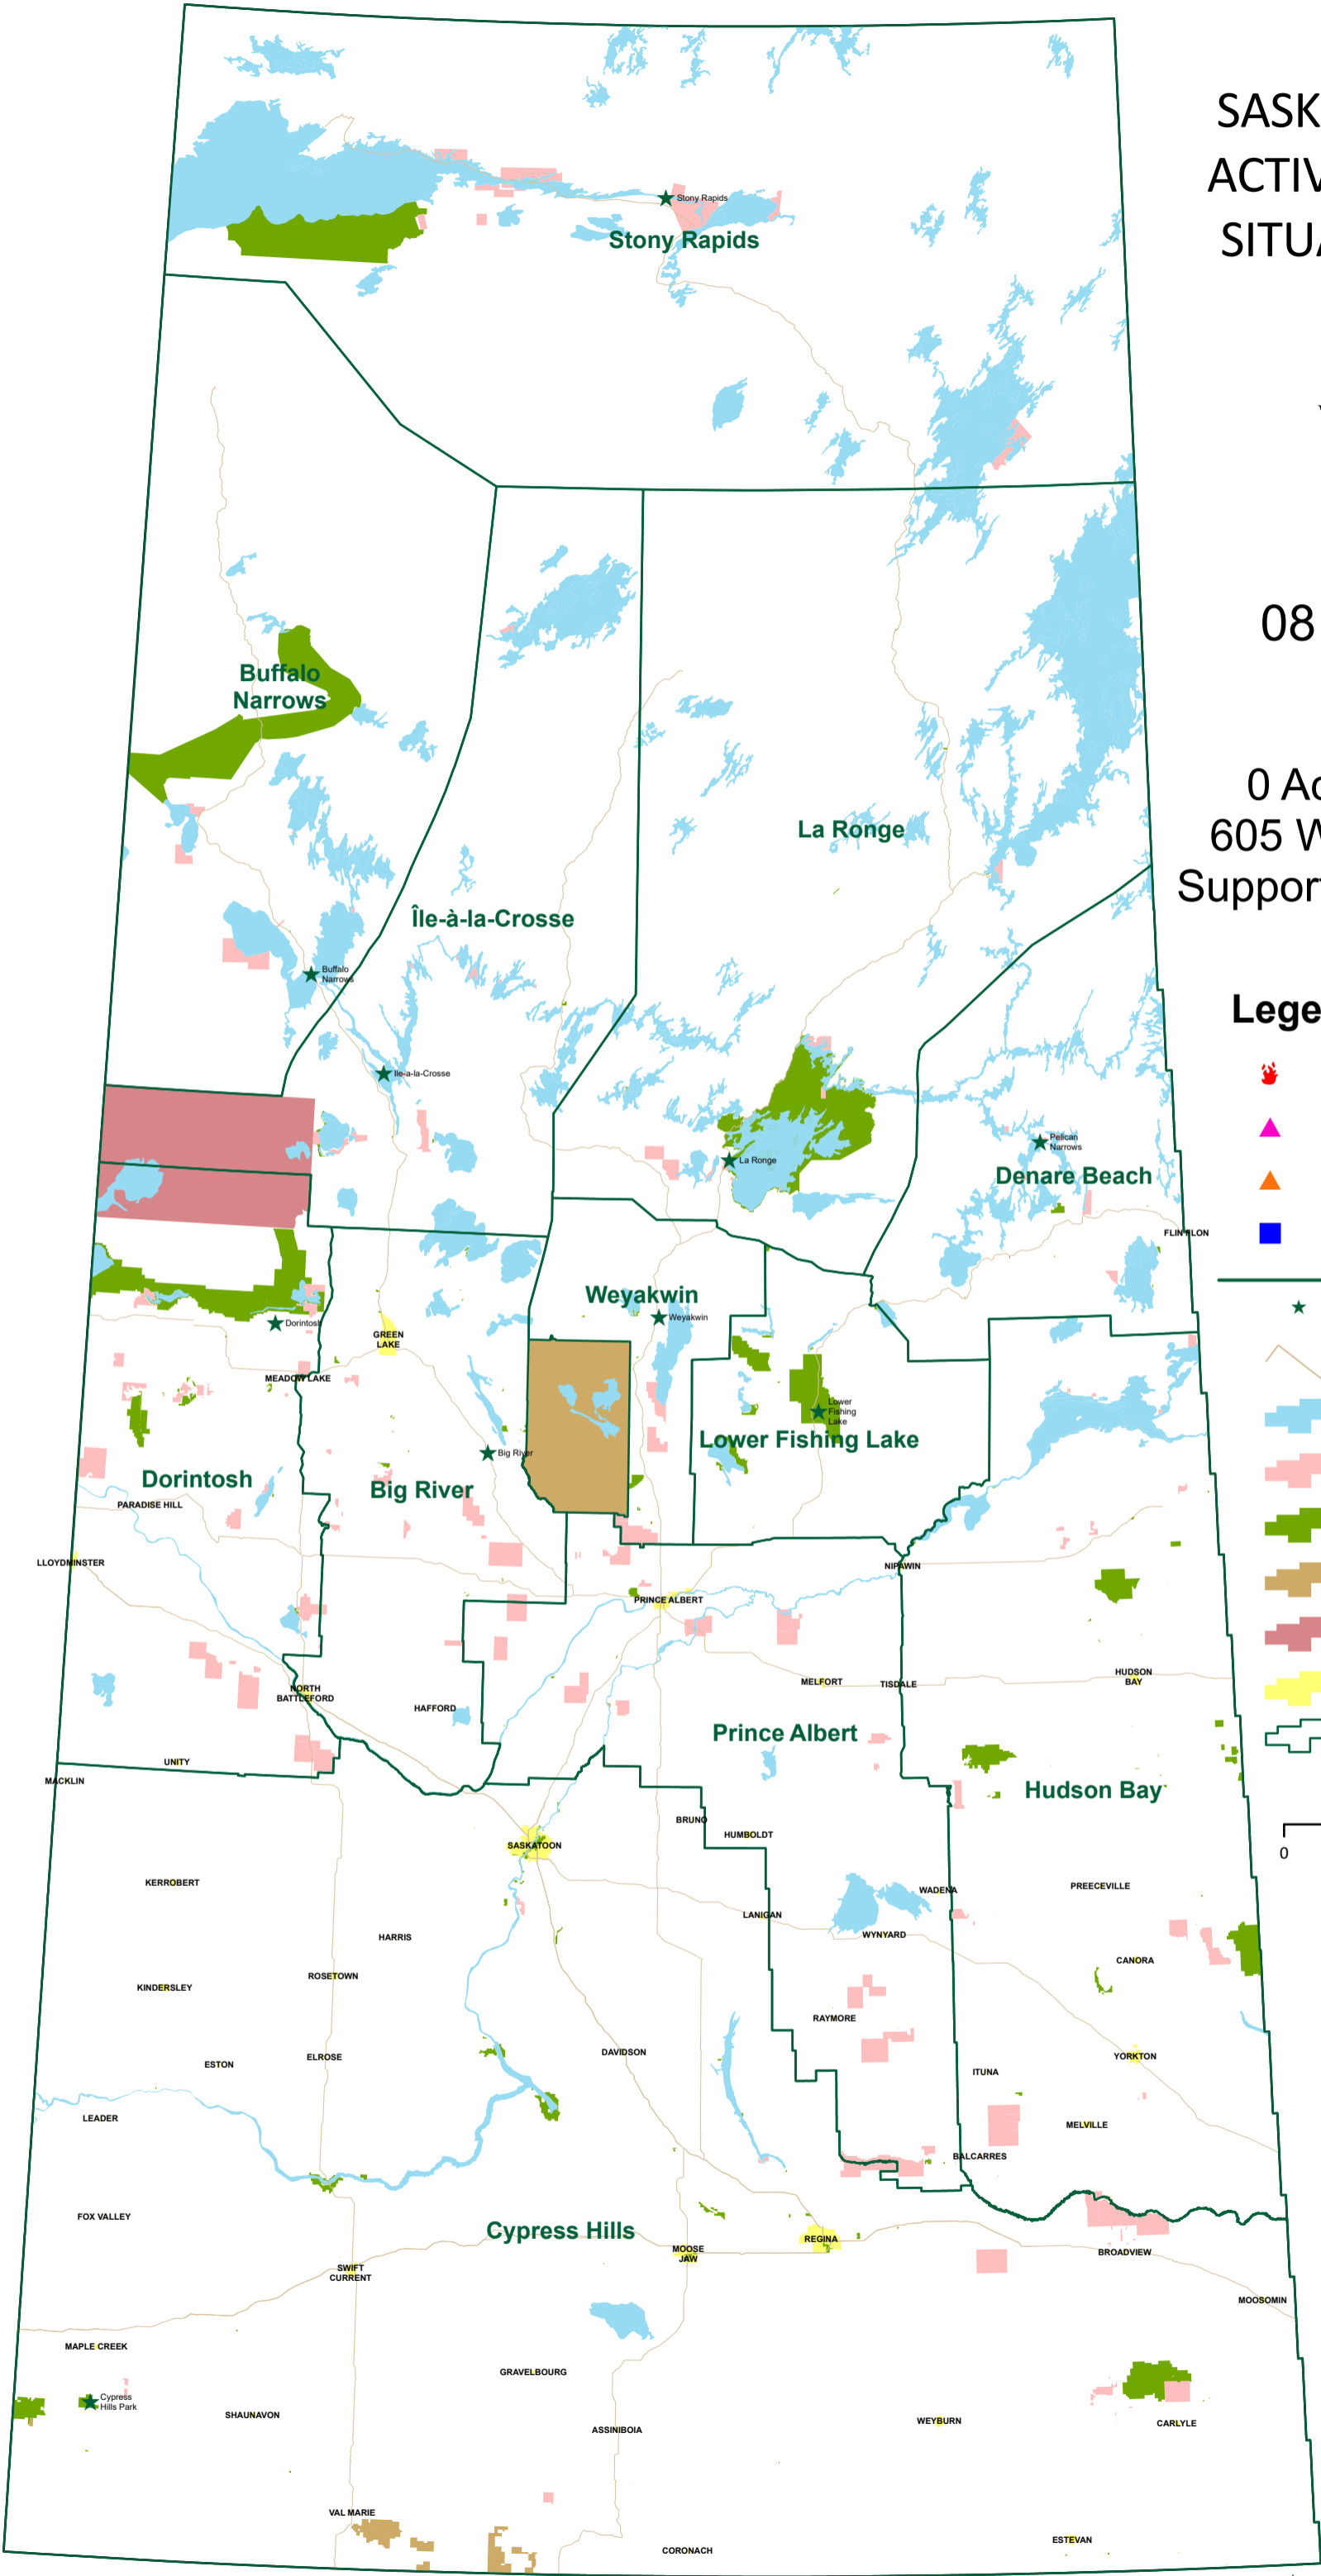 SASK
ACTIV
SITUA
08
0 Ac
605 W
Suppor
Lege
0
Stony Rapids
Stony Rapids
Buffalo
Narrows
La Ronge
Île-à-la-Crosse
Buffalo
Narrows
Ile-a-la-Crosse
Pelican
Narrows
La Ronge
Denare Beach
FLIN FLON
Weyakwin
Weyakwin
Dorintosh
GREEN
LAKE
MEADOW LAKE
Lower
Fishing
Lake
Lower Fishing Lake
Big River
Dorintosh
Big River
PARADISE HILL
LLOYDMINSTER
NIPAWIN
PRINCE ALBERT
HUDSON
BAY
MELFORT
TISDALE
NORTH
BATTLEFORD
HAFFORD
Prince Albert
UNITY
MACKLIN
Hudson Bay
BRUNO
HUMBOLDT
SASKATOON
KERROBERT
PREECEVILLE
WADENA
LANIGAN
WYNYARD
HARRIS
CANORA
ROSETOWN
KINDERSLEY
RAYMORE
DAVIDSON
YORKTON
ELROSE
ESTON
ITUNA
LEADER
MELVILLE
BALCARRES
FOX VALLEY
Cypress Hills
REGINA
MOOSE
JAW
BROADVIEW
SWIFT
CURRENT
MOOSOMIN
MAPLE CREEK
GRAVELBOURG
Cypress
Hills Park
SHAUNAVON
WEYBURN
CARLYLE
ASSINIBOIA
VAL MARIE
ESTEVAN
CORONACH